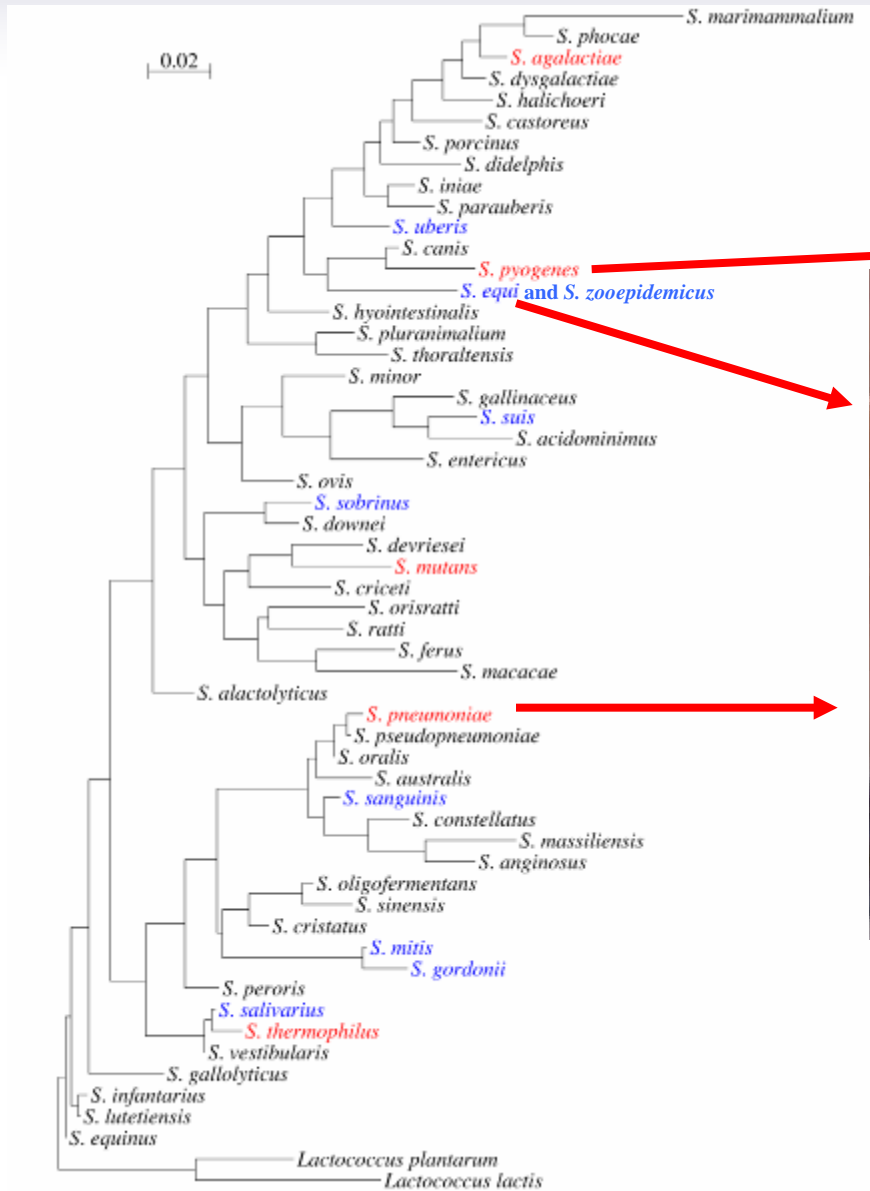 S. marimammalium
S. phocae
0.02
S. agalactiae
S. dysgalactiae
S. halichoeri
S. castoreus
S. porcinus
S. didelphis
S. iniae
S. parauberis
S. uberis
S. canis
S. pyogenes
S. equi and S. zooepidemicus
S. hyointestinalis
S. pluranimalium
S. thoraltensis
S. minor
S. gallinaceus
S. suis
S. acidominimus
S. entericus
S. ovis
S. sobrinus
S. downei
S. devriesei
S. mutans
S. criceti
S. orisratti
S. ratti
S. ferus
S. macacae
S. alactolyticus
S. pneumoniae
S. pseudopneumoniae
S. oralis
S. australis
S. sanguinis
S. constellatus
S. massiliensis
S. anginosus
S. oligofermentans
S. sinensis
S. cristatus
S. mitis
S. gordonii
S. peroris
S. salivarius
S. thermophilus
S. vestibularis
S. gallolyticus
S. infantarius
S. lutetiensis
S. equinus
Lactococcus plantarum
Lactococcus lactis